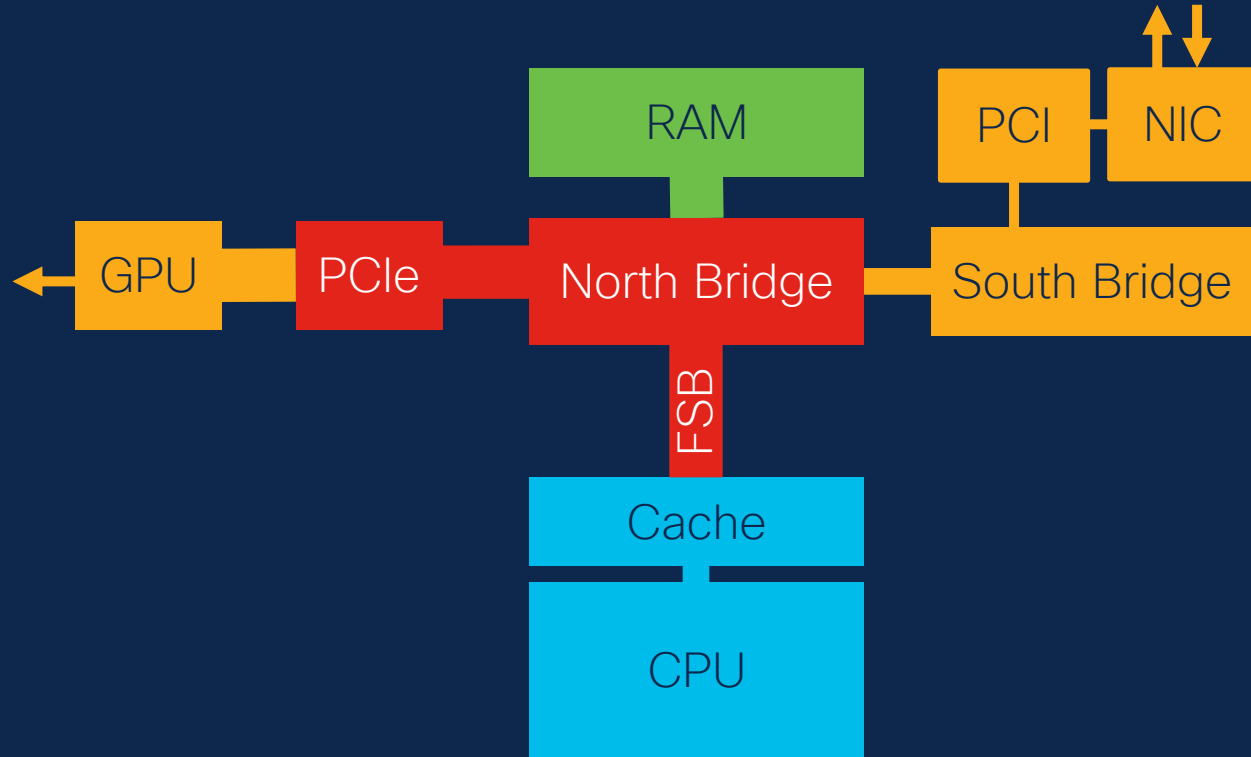 RAM
PCI
NIC
GPU
PCIe
North Bridge
South Bridge
FSB
Cache
CPU